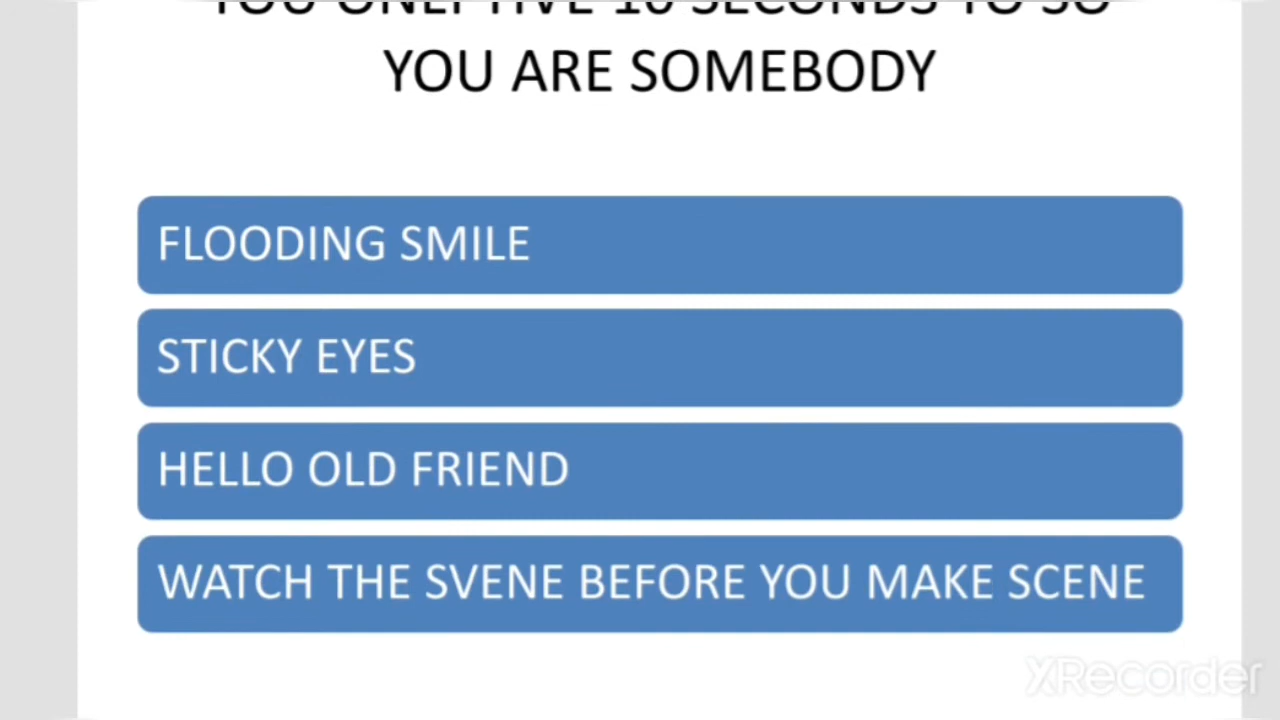 YOU ARE SOMEBODY
FLOODING SMILE
STICKY EYES
HELLO OLD FRIEND
WATCH THE SVENE BEFORE YOU MAKE SCENE
XRecorder